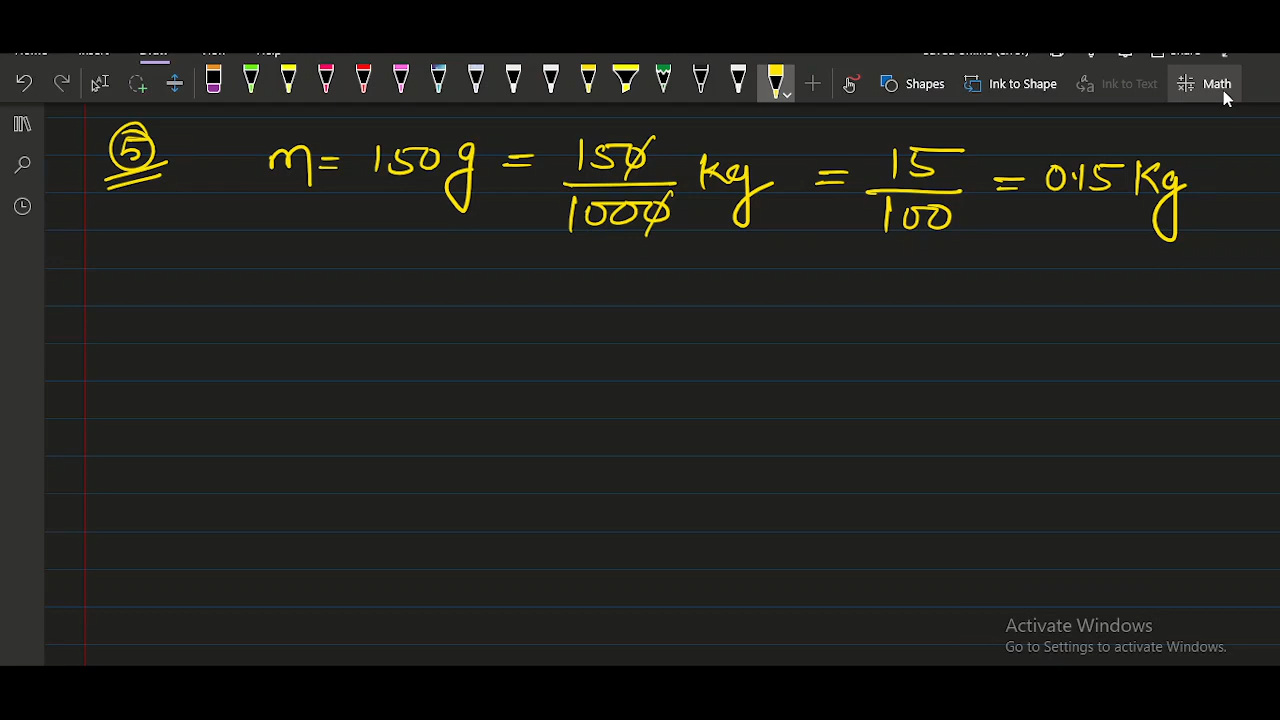 Shapes Ink to Shape Ink to Text Math
⑤ m = 150 g = 150/1000 kg = 15/100 = 0.15 Kg
Activate Windows
Go to Settings to activate Windows.